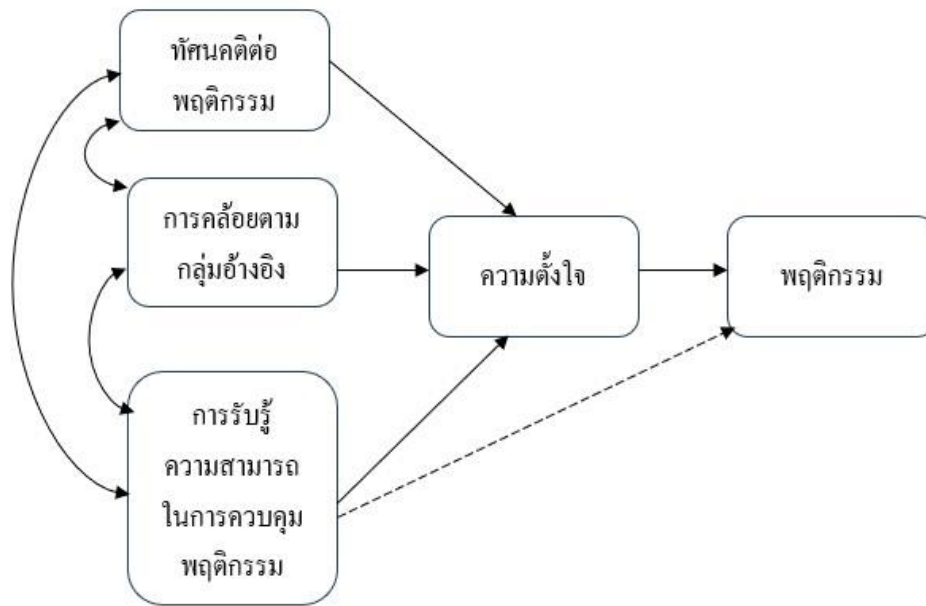 ทัศนคติต่อ
พฤติกรรม
การคล้อยตาม
กลุ่มอ้างอิง
ความตั้งใจ
พฤติกรรม
การรับรู้
ความสามารถ
ในการควบคุม
พฤติกรรม